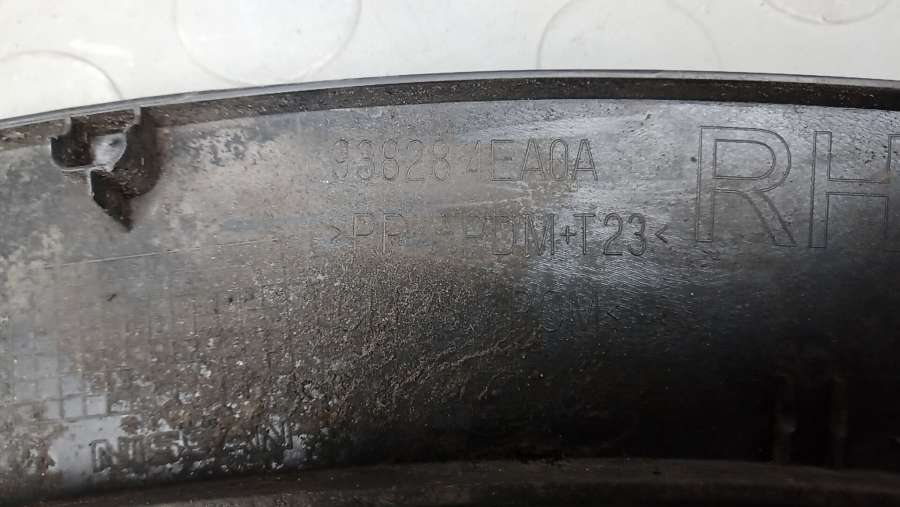 93828 4EA0A
RH
>PP+EPDM+T23<
NISSAN